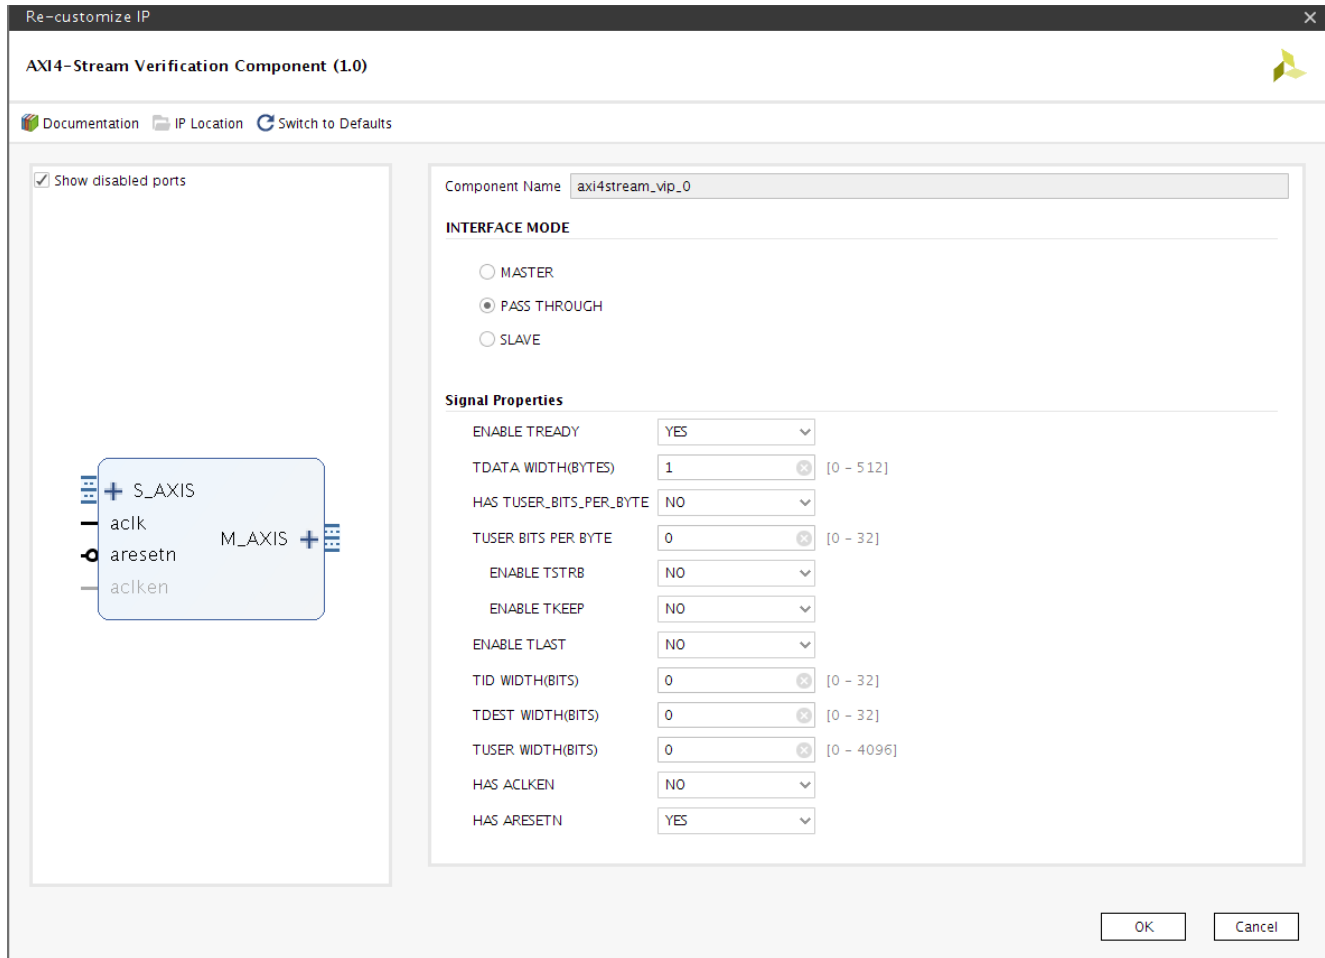 Re-customize IP
AXI4-Stream Verification Component (1.0)
Documentation IP Location Switch to Defaults
Show disabled ports
S_AXIS
aclk
M_AXIS
aresetn
aclken
Component Name axi4stream_vip_0
INTERFACE MODE
MASTER
PASS THROUGH
SLAVE
Signal Properties
ENABLE TREADY YES
TDATA WIDTH(BYTES) 1 [0 - 512]
HAS TUSER_BITS_PER_BYTE NO
TUSER BITS PER BYTE 0 [0 - 32]
ENABLE TSTRB NO
ENABLE TKEEP NO
ENABLE TLAST NO
TID WIDTH(BITS) 0 [0 - 32]
TDEST WIDTH(BITS) 0 [0 - 32]
TUSER WIDTH(BITS) 0 [0 - 4096]
HAS ACLKEN NO
HAS ARESETN YES
OK Cancel